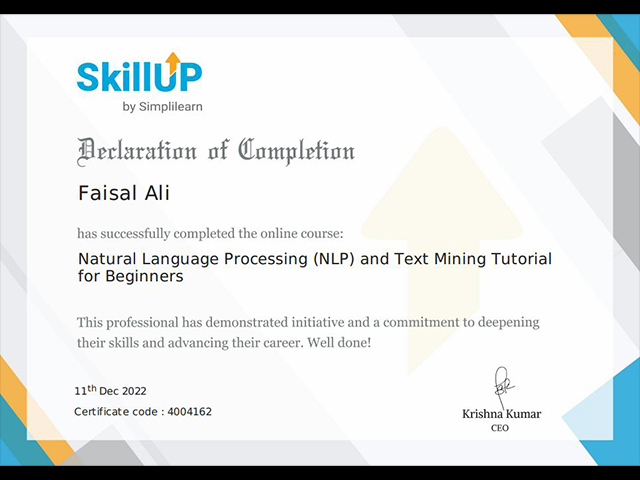 SkillUP
by Simplilearn
Declaration of Completion
Faisal Ali
has successfully completed the online course:
Natural Language Processing (NLP) and Text Mining Tutorial
for Beginners
This professional has demonstrated initiative and a commitment to deepening
their skills and advancing their career. Well done!
11th Dec 2022
Certificate code : 4004162
Krishna Kumar
CEO